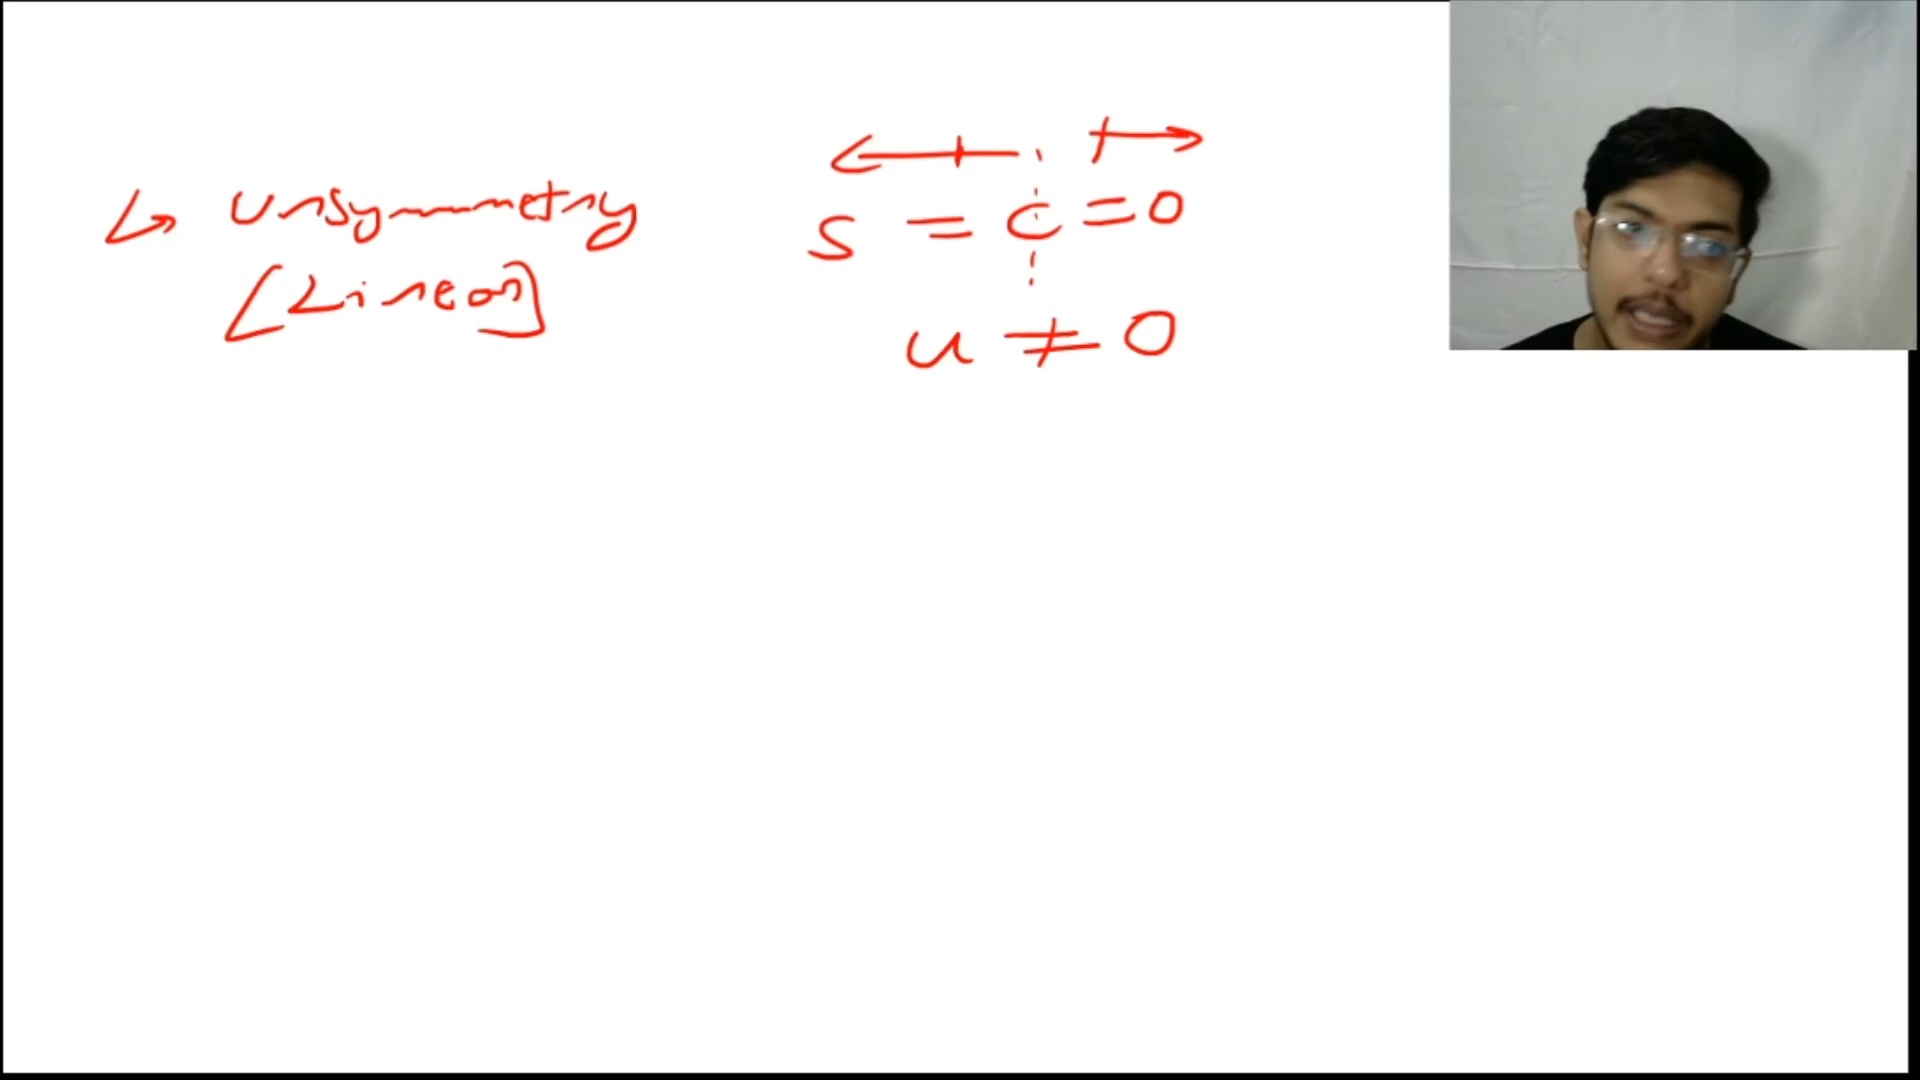 ↳ Unsymmetry
[Linear]
S = C = O
u ≠ 0